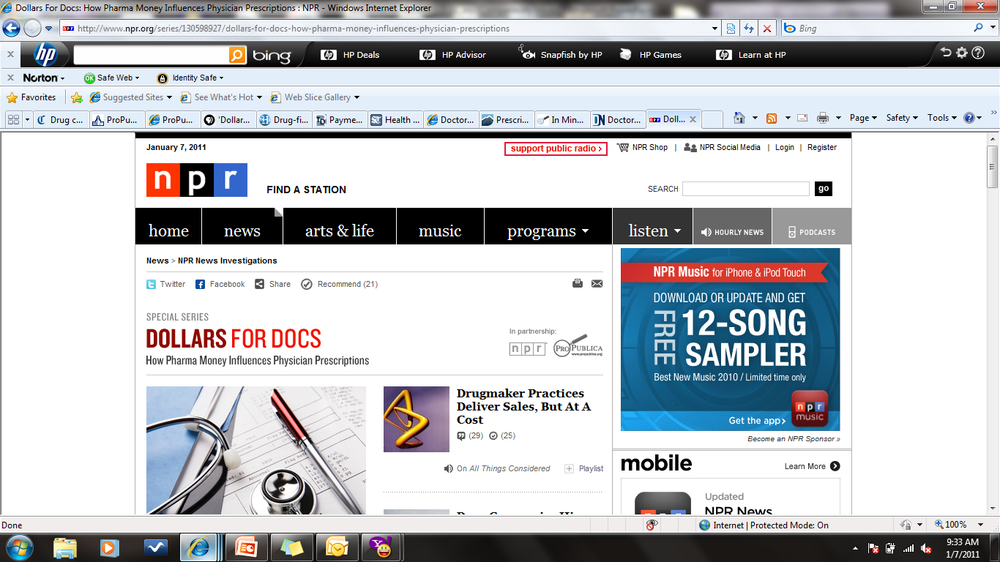 Dollars For Docs: How Pharma Money Influences Physician Prescriptions : NPR - Windows Internet Explorer
http://www.npr.org/series/130598927/dollars-for-docs-how-pharma-money-influences-physician-prescriptions
Bing
hp
bing
HP Deals
HP Advisor
Snapfish by HP
HP Games
Learn at HP
Norton
OK Safe Web
Identity Safe
Favorites
Suggested Sites
See What's Hot
Web Slice Gallery
Drug c...
ProPu...
ProPu...
'Dollar...
Drug-fi...
Payme...
Health ...
Doctor...
Prescri...
In Min...
Doctor...
Doll...
Page
Safety
Tools
January 7, 2011
support public radio ›
NPR Shop | NPR Social Media | Login | Register
npr
FIND A STATION
SEARCH
go
home
news
arts & life
music
programs
listen
HOURLY NEWS
PODCASTS
News > NPR News Investigations
Twitter
Facebook
Share
Recommend (21)
SPECIAL SERIES
DOLLARS FOR DOCS
How Pharma Money Influences Physician Prescriptions
In partnership:
npr
PROPUBLICA
www.propublica.org
Drugmaker Practices
Deliver Sales, But At A
Cost
(29) (25)
On All Things Considered
Playlist
NPR Music for iPhone & iPod Touch
DOWNLOAD OR UPDATE AND GET
FREE
12-SONG
SAMPLER
Best New Music 2010 / Limited time only
Get the app›
npr
music
Become an NPR Sponsor »
mobile
Learn More
Updated
NPR News
Done
Internet | Protected Mode: On
100%
9:33 AM
1/7/2011